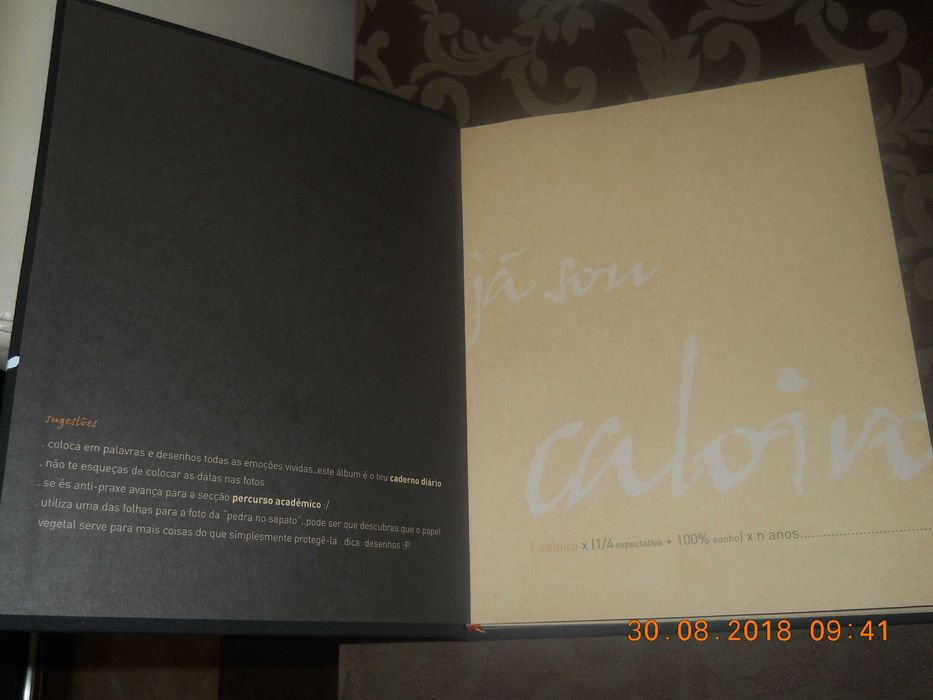 sugestões
. coloca em palavras e desenhos todas as emoções vividas..este álbum é o teu caderno diário
. não te esqueças de colocar as datas nas fotos
. se és anti-praxe avança para a secção percurso académico :/
. utiliza uma das folhas para a foto da "pedra no sapato"..pode ser que descubras que o papel
vegetal serve para mais coisas do que simplesmente protegê-la . dica: desenhos :P
já sou
caloiro
1 caloiro x (1/4 expectativa + 100% sonho) x n anos......................................
30.08.2018 09:41